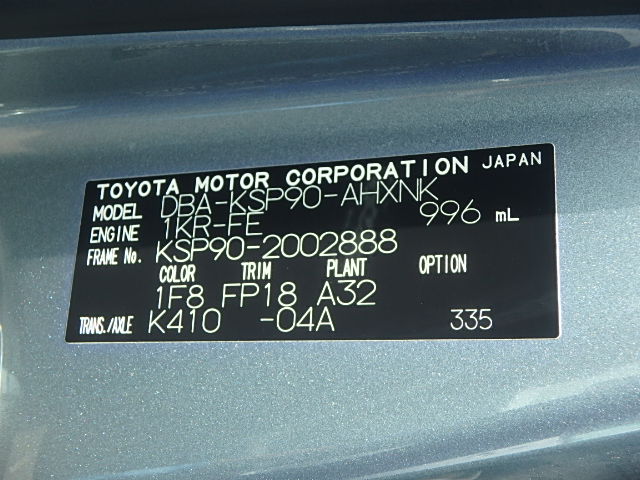 TOYOTA MOTOR CORPORATION JAPAN
MODEL DBA-KSP90-AHXNK
ENGINE 1KR-FE 996 mL
FRAME No. KSP90-2002888
COLOR TRIM PLANT OPTION
1F8 FP18 A32
TRANS./AXLE K410 -04A 335